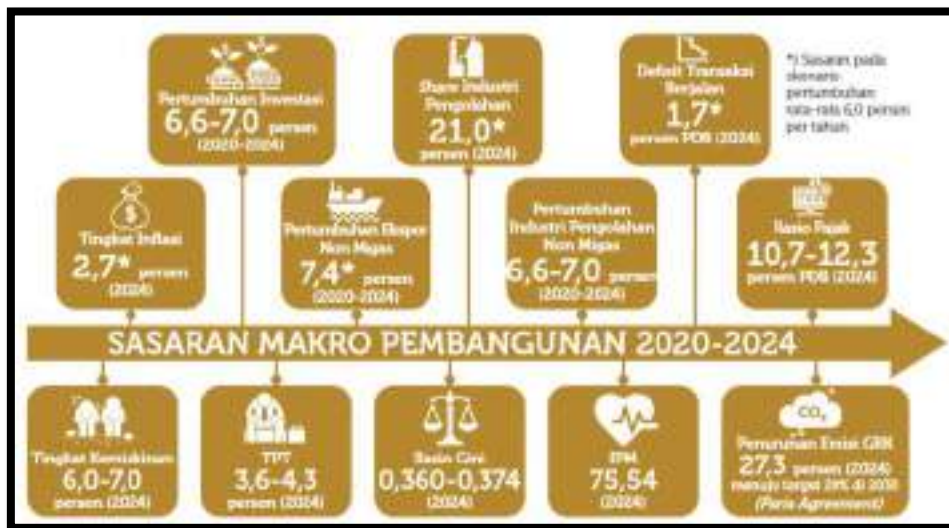 Pertumbuhan Investasi
6,6-7,0 persen
(2020-2024)
Share Industri
Pengolahan
21,0*
persen (2024)
Defisit Transaksi
Berjalan
1,7*
persen PDB (2024)
*) Sasaran pada
skenario
pertumbuhan
rata-rata 6,0 persen
per tahun
Tingkat Inflasi
2,7* persen
(2024)
Pertumbuhan Ekspor
Non Migas
7,4* persen
(2020-2024)
Pertumbuhan
Industri Pengolahan
Non Migas
6,6-7,0 persen
(2020-2024)
Rasio Pajak
10,7-12,3
persen PDB (2024)
SASARAN MAKRO PEMBANGUNAN 2020-2024
Tingkat Kemiskinan
6,0-7,0
persen (2024)
TPT
3,6-4,3
persen (2024)
Rasio Gini
0,360-0,374
(2024)
IPM
75,54
(2024)
CO₂
Penurunan Emisi GRK
27,3 persen (2024)
menuju target 29% di 2030
(Paris Agreement)